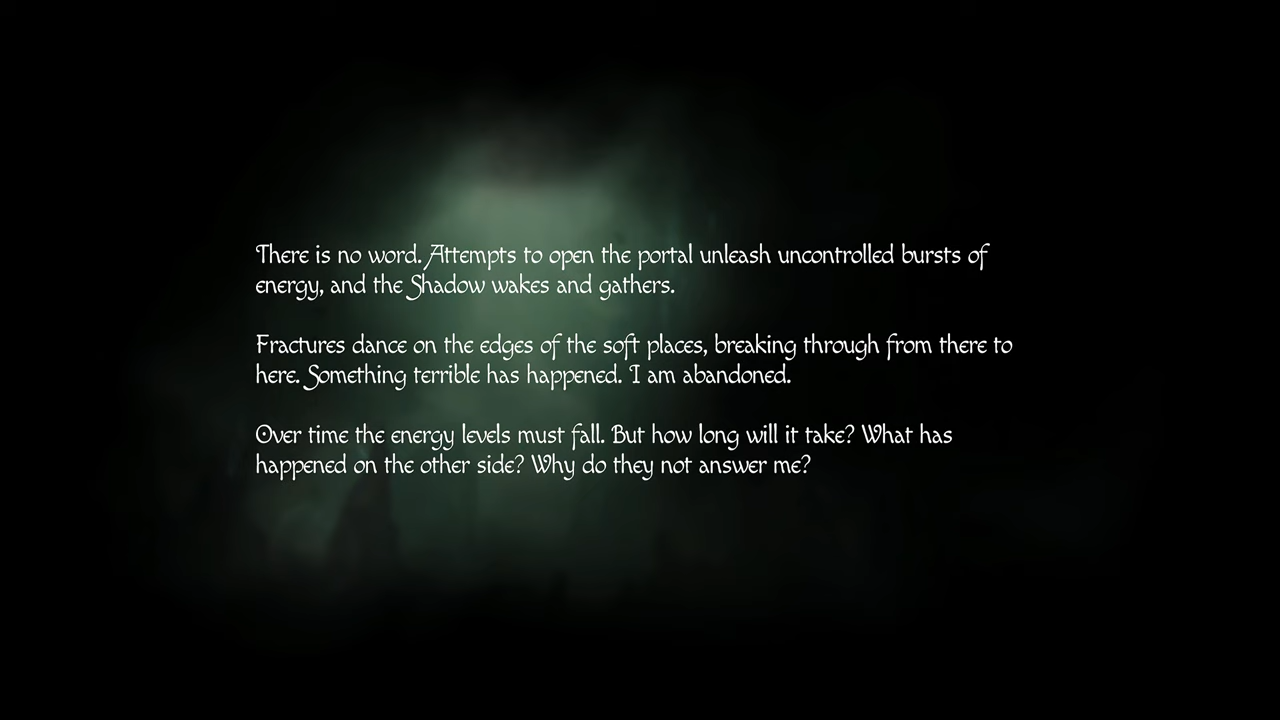 There is no word. Attempts to open the portal unleash uncontrolled bursts of
energy, and the Shadow wakes and gathers.
Fractures dance on the edges of the soft places, breaking through from there to
here. Something terrible has happened. I am abandoned.
Over time the energy levels must fall. But how long will it take? What has
happened on the other side? Why do they not answer me?